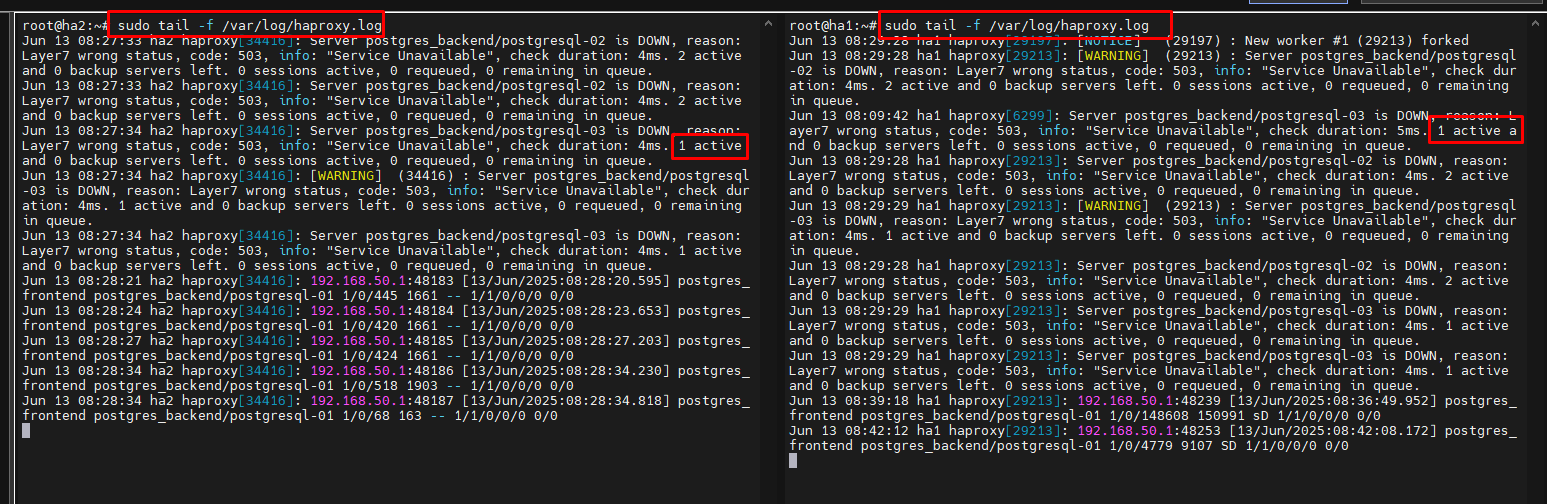 root@ha2:~# sudo tail -f /var/log/haproxy.log
Jun 13 08:27:33 ha2 haproxy[34416]: Server postgres_backend/postgresql-02 is DOWN, reason:
Layer7 wrong status, code: 503, info: "Service Unavailable", check duration: 4ms. 2 active
and 0 backup servers left. 0 sessions active, 0 requeued, 0 remaining in queue.
Jun 13 08:27:33 ha2 haproxy[34416]: Server postgres_backend/postgresql-02 is DOWN, reason:
Layer7 wrong status, code: 503, info: "Service Unavailable", check duration: 4ms. 2 active
and 0 backup servers left. 0 sessions active, 0 requeued, 0 remaining in queue.
Jun 13 08:27:34 ha2 haproxy[34416]: Server postgres_backend/postgresql-03 is DOWN, reason:
Layer7 wrong status, code: 503, info: "Service Unavailable", check duration: 4ms. 1 active
and 0 backup servers left. 0 sessions active, 0 requeued, 0 remaining in queue.
Jun 13 08:27:34 ha2 haproxy[34416]: [WARNING]  (34416) : Server postgres_backend/postgresql
-03 is DOWN, reason: Layer7 wrong status, code: 503, info: "Service Unavailable", check dur
ation: 4ms. 1 active and 0 backup servers left. 0 sessions active, 0 requeued, 0 remaining
in queue.
Jun 13 08:27:34 ha2 haproxy[34416]: Server postgres_backend/postgresql-03 is DOWN, reason:
Layer7 wrong status, code: 503, info: "Service Unavailable", check duration: 4ms. 1 active
and 0 backup servers left. 0 sessions active, 0 requeued, 0 remaining in queue.
Jun 13 08:28:21 ha2 haproxy[34416]: 192.168.50.1:48183 [13/Jun/2025:08:28:20.595] postgres_
frontend postgres_backend/postgresql-01 1/0/445 1661 -- 1/1/0/0/0 0/0
Jun 13 08:28:24 ha2 haproxy[34416]: 192.168.50.1:48184 [13/Jun/2025:08:28:23.653] postgres_
frontend postgres_backend/postgresql-01 1/0/420 1661 -- 1/1/0/0/0 0/0
Jun 13 08:28:27 ha2 haproxy[34416]: 192.168.50.1:48185 [13/Jun/2025:08:28:27.203] postgres_
frontend postgres_backend/postgresql-01 1/0/424 1661 -- 1/1/0/0/0 0/0
Jun 13 08:28:34 ha2 haproxy[34416]: 192.168.50.1:48186 [13/Jun/2025:08:28:34.230] postgres_
frontend postgres_backend/postgresql-01 1/0/518 1903 -- 1/1/0/0/0 0/0
Jun 13 08:28:34 ha2 haproxy[34416]: 192.168.50.1:48187 [13/Jun/2025:08:28:34.818] postgres_
frontend postgres_backend/postgresql-01 1/0/68 163 -- 1/1/0/0/0 0/0
root@ha1:~# sudo tail -f /var/log/haproxy.log
Jun 13 08:29:28 ha1 haproxy[29197]: [NOTICE]   (29197) : New worker #1 (29213) forked
Jun 13 08:29:28 ha1 haproxy[29213]: [WARNING]  (29213) : Server postgres_backend/postgresql
-02 is DOWN, reason: Layer7 wrong status, code: 503, info: "Service Unavailable", check dur
ation: 4ms. 2 active and 0 backup servers left. 0 sessions active, 0 requeued, 0 remaining
in queue.
Jun 13 08:09:42 ha1 haproxy[6299]: Server postgres_backend/postgresql-03 is DOWN, reason: L
ayer7 wrong status, code: 503, info: "Service Unavailable", check duration: 5ms. 1 active a
nd 0 backup servers left. 0 sessions active, 0 requeued, 0 remaining in queue.
Jun 13 08:29:28 ha1 haproxy[29213]: Server postgres_backend/postgresql-02 is DOWN, reason:
Layer7 wrong status, code: 503, info: "Service Unavailable", check duration: 4ms. 2 active
and 0 backup servers left. 0 sessions active, 0 requeued, 0 remaining in queue.
Jun 13 08:29:29 ha1 haproxy[29213]: [WARNING]  (29213) : Server postgres_backend/postgresql
-03 is DOWN, reason: Layer7 wrong status, code: 503, info: "Service Unavailable", check dur
ation: 4ms. 1 active and 0 backup servers left. 0 sessions active, 0 requeued, 0 remaining
in queue.
Jun 13 08:29:28 ha1 haproxy[29213]: Server postgres_backend/postgresql-02 is DOWN, reason:
Layer7 wrong status, code: 503, info: "Service Unavailable", check duration: 4ms. 2 active
and 0 backup servers left. 0 sessions active, 0 requeued, 0 remaining in queue.
Jun 13 08:29:29 ha1 haproxy[29213]: Server postgres_backend/postgresql-03 is DOWN, reason:
Layer7 wrong status, code: 503, info: "Service Unavailable", check duration: 4ms. 1 active
and 0 backup servers left. 0 sessions active, 0 requeued, 0 remaining in queue.
Jun 13 08:29:29 ha1 haproxy[29213]: Server postgres_backend/postgresql-03 is DOWN, reason:
Layer7 wrong status, code: 503, info: "Service Unavailable", check duration: 4ms. 1 active
and 0 backup servers left. 0 sessions active, 0 requeued, 0 remaining in queue.
Jun 13 08:39:18 ha1 haproxy[29213]: 192.168.50.1:48239 [13/Jun/2025:08:36:49.952] postgres_
frontend postgres_backend/postgresql-01 1/0/148608 150991 sD 1/1/0/0/0 0/0
Jun 13 08:42:12 ha1 haproxy[29213]: 192.168.50.1:48253 [13/Jun/2025:08:42:08.172] postgres_
frontend postgres_backend/postgresql-01 1/0/4779 9107 SD 1/1/0/0/0 0/0